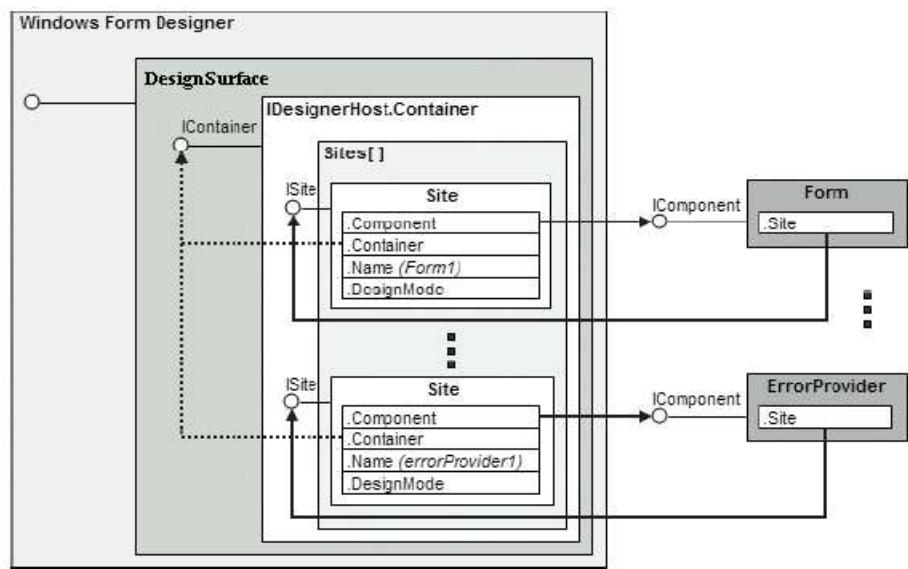 Windows Form Designer
DesignSurface
IDesignerHost.Container
IContainer
Sites[ ]
ISite
Site
.Component
.Container
.Name (Form1)
.DesignMode
IComponent
Form
.Site
ISite
Site
.Component
.Container
.Name (errorProvider1)
.DesignMode
IComponent
ErrorProvider
.Site